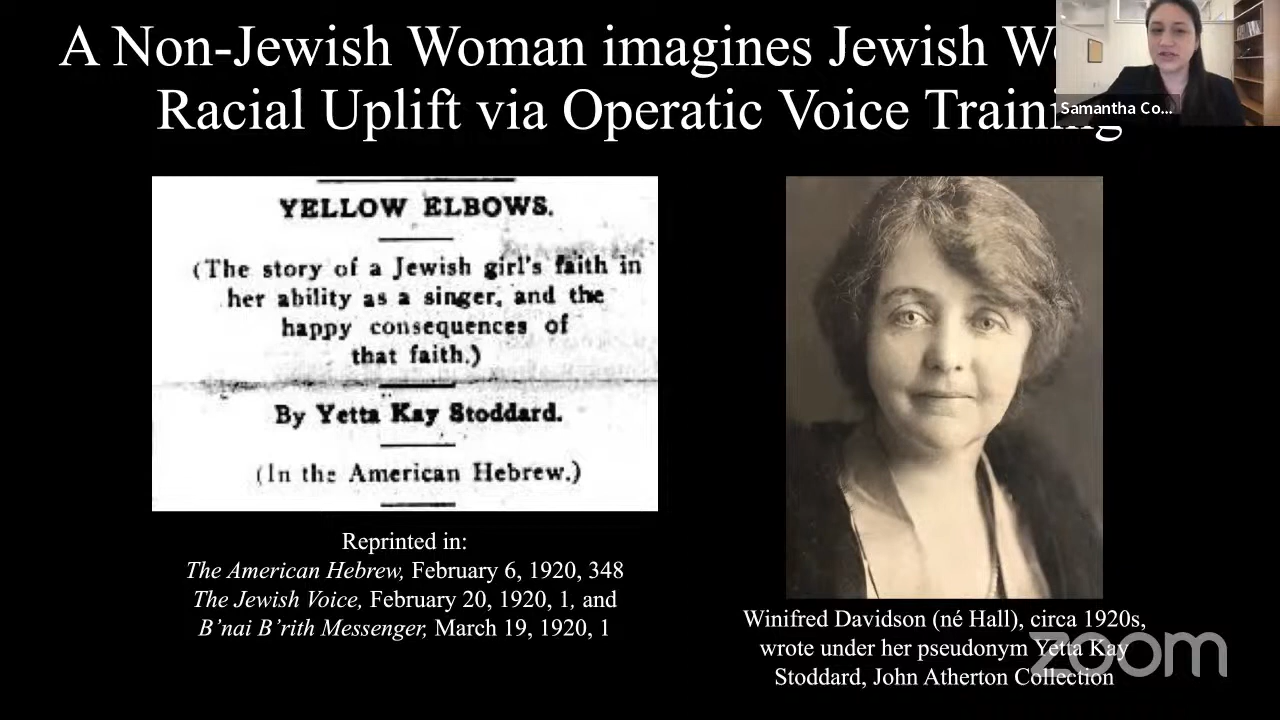 A Non-Jewish Woman imagines Jewish
Racial Uplift via Operatic Voice Training
Samantha Co...
YELLOW ELBOWS.
(The story of a Jewish girl's faith in
her ability as a singer, and the
happy consequences of
that faith.)
By Yetta Kay Stoddard.
(In the American Hebrew.)
Reprinted in:
The American Hebrew, February 6, 1920, 348
The Jewish Voice, February 20, 1920, 1, and
B'nai B'rith Messenger, March 19, 1920, 1
Winifred Davidson (né Hall), circa 1920s,
wrote under her pseudonym Yetta Kay
Stoddard, John Atherton Collection
zoom